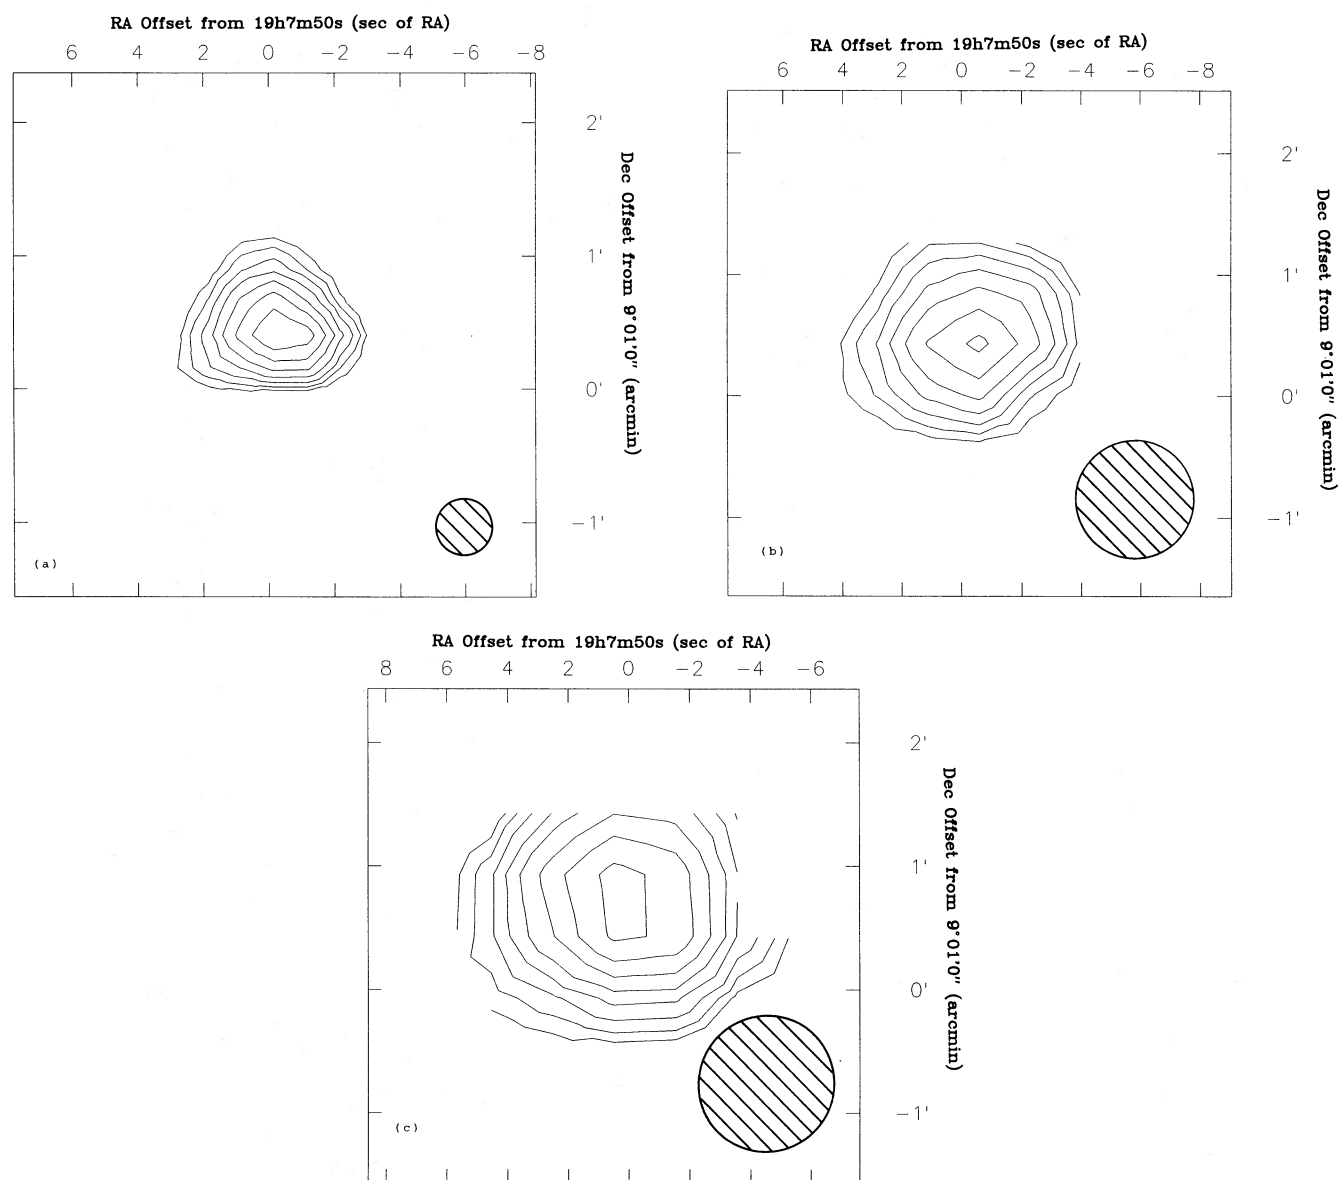 RA Offset from 19h7m50s (sec of RA)
6 4 2 0 −2 −4 −6 −8
2'
1'
0'
−1'
Dec Offset from 9°01'0" (arcmin)
(a)
RA Offset from 19h7m50s (sec of RA)
6 4 2 0 −2 −4 −6 −8
2'
1'
0'
−1'
Dec Offset from 9°01'0" (arcmin)
(b)
RA Offset from 19h7m50s (sec of RA)
8 6 4 2 0 −2 −4 −6
2'
1'
0'
−1'
Dec Offset from 9°01'0" (arcmin)
(c)